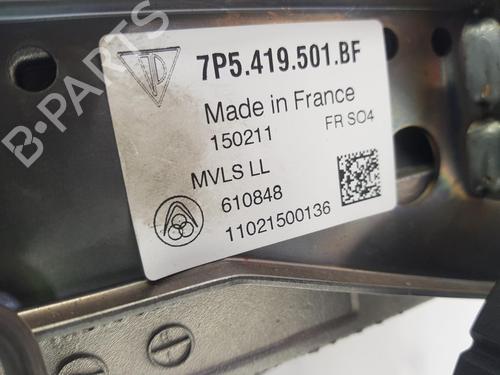 7P5.419.501.BF
Made in France
150211 FR SO4
MVLS LL
610848
11021500136
B-PARTS